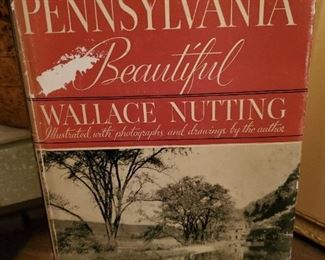 PENNSYLVANIA
Beautiful
WALLACE NUTTING
Illustrated with photographs and drawings by the author